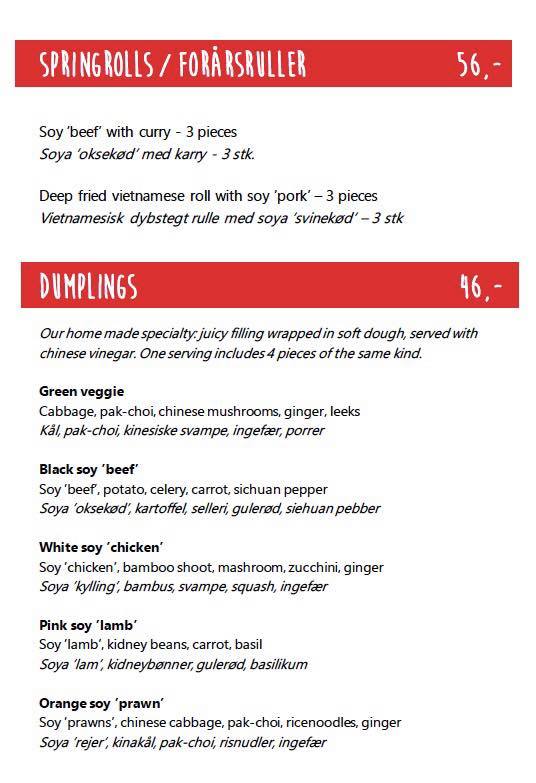 SPRINGROLLS / FORÅRSRULLER 56,-
Soy 'beef' with curry - 3 pieces
Soya 'oksekød' med karry - 3 stk.
Deep fried vietnamese roll with soy 'pork' – 3 pieces
Vietnamesisk dybstegt rulle med soya 'svinekød' – 3 stk
DUMPLINGS 46,-
Our home made specialty: juicy filling wrapped in soft dough, served with
chinese vinegar. One serving includes 4 pieces of the same kind.
Green veggie
Cabbage, pak-choi, chinese mushrooms, ginger, leeks
Kål, pak-choi, kinesiske svampe, ingefær, porrer
Black soy 'beef'
Soy 'beef', potato, celery, carrot, sichuan pepper
Soya 'oksekød', kartoffel, selleri, gulerød, siehuan pebber
White soy 'chicken'
Soy 'chicken', bamboo shoot, mashroom, zucchini, ginger
Soya 'kylling', bambus, svampe, squash, ingefær
Pink soy 'lamb'
Soy 'lamb', kidney beans, carrot, basil
Soya 'lam', kidneybønner, gulerød, basilikum
Orange soy 'prawn'
Soy 'prawns', chinese cabbage, pak-choi, ricenoodles, ginger
Soya 'rejer', kinakål, pak-choi, risnudler, ingefær